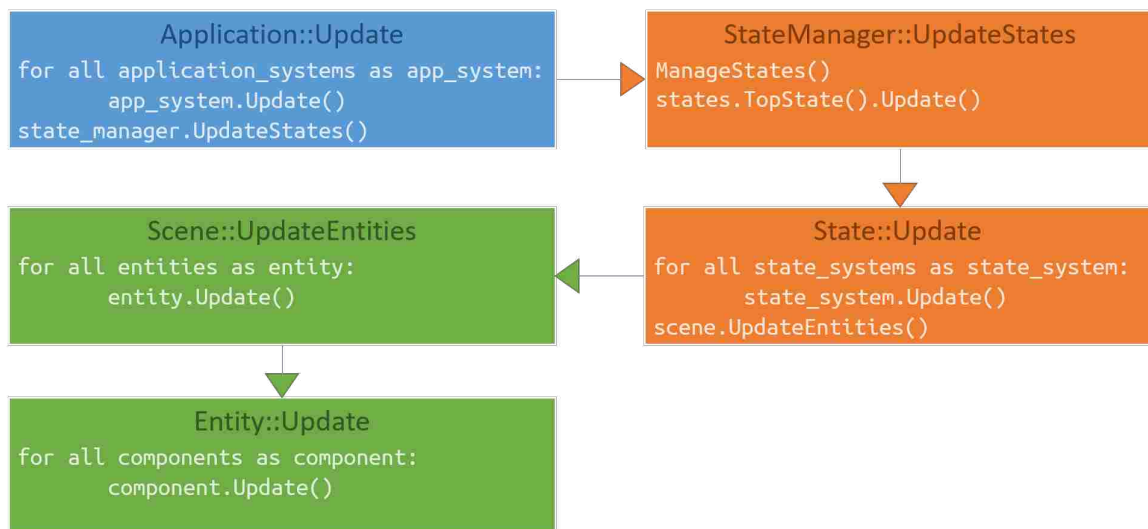 Application::Update
for all application_systems as app_system:
app_system.Update()
state_manager.UpdateStates()
StateManager::UpdateStates
ManageStates()
states.TopState().Update()
State::Update
for all state_systems as state_system:
state_system.Update()
scene.UpdateEntities()
Scene::UpdateEntities
for all entities as entity:
entity.Update()
Entity::Update
for all components as component:
component.Update()